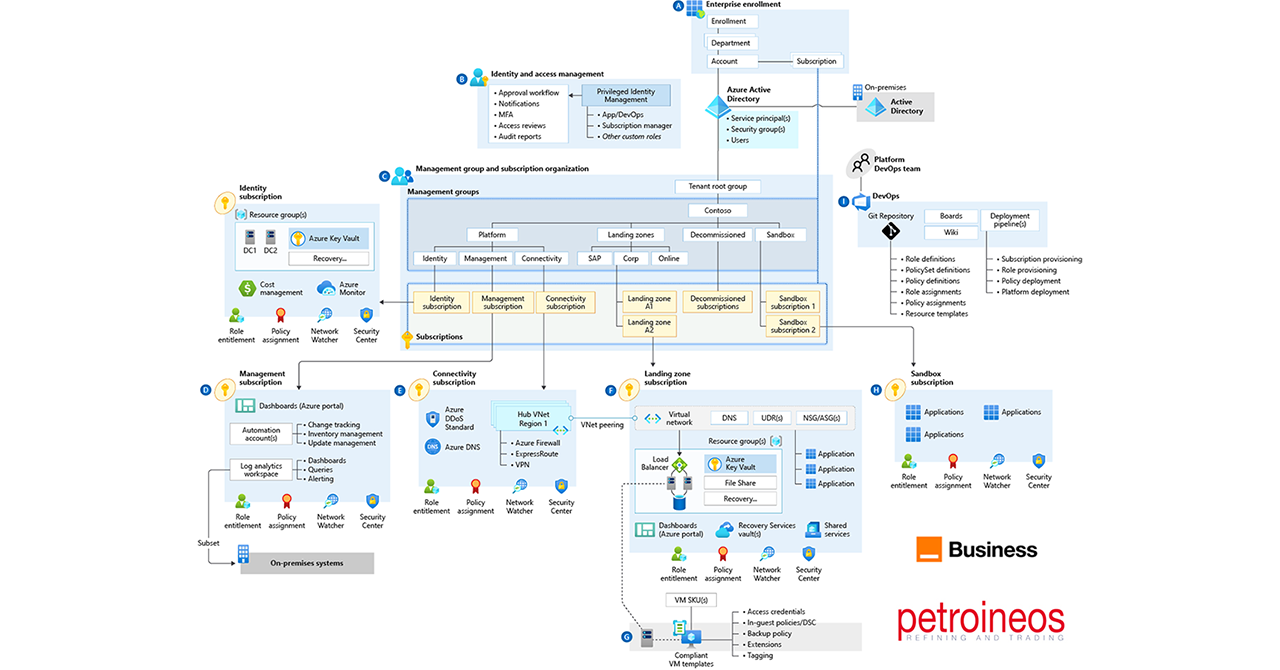 A
Enterprise enrollment
Enrollment
Department
Account
Subscription
B
Identity and access management
• Approval workflow
• Notifications
• MFA
• Access reviews
• Audit reports
Privileged Identity
Management
• App/DevOps
• Subscription manager
• Other custom roles
Azure Active
Directory
• Service principal(s)
• Security group(s)
• Users
On-premises
Active
Directory
C
Management group and subscription organization
Management groups
Tenant root group
Contoso
Platform
Landing zones
Decommissioned
Sandbox
Identity
Management
Connectivity
SAP
Corp
Online
Identity
subscription
Management
subscription
Connectivity
subscription
Landing zone
A1
Landing zone
A2
Decommissioned
subscriptions
Sandbox
subscription 1
Sandbox
subscription 2
Subscriptions
Platform
DevOps team
I
DevOps
Git Repository
Boards
Wiki
Deployment
pipeline(s)
• Role definitions
• PolicySet definitions
• Policy definitions
• Role assignments
• Policy assignments
• Resource templates
• Subscription provisioning
• Role provisioning
• Policy deployment
• Platform deployment
Identity
subscription
Resource group(s)
DC1
DC2
Azure Key Vault
Recovery...
Cost
management
Azure
Monitor
Role
entitlement
Policy
assignment
Network
Watcher
Security
Center
D
Management
subscription
Dashboards (Azure portal)
Automation
account(s)
• Change tracking
• Inventory management
• Update management
Log analytics
workspace
• Dashboards
• Queries
• Alerting
Role
entitlement
Policy
assignment
Network
Watcher
Security
Center
Subset
On-premises systems
E
Connectivity
subscription
Azure
DDoS
Standard
DNS
Azure DNS
Hub VNet
Region 1
• Azure Firewall
• ExpressRoute
• VPN
Role
entitlement
Policy
assignment
Network
Watcher
Security
Center
VNet peering
F
Landing zone
subscription
Virtual
network
DNS
UDR(s)
NSG/ASG(s)
Resource group(s)
Load
Balancer
Azure
Key Vault
File Share
Recovery...
Application
Application
Application
Dashboards
(Azure portal)
Recovery Services
vault(s)
Shared
services
Role
entitlement
Policy
assignment
Network
Watcher
Security
Center
G
VM SKU(s)
Compliant
VM templates
• Access credentials
• In-guest policies/DSC
• Backup policy
• Extensions
• Tagging
H
Sandbox
subscription
Applications
Applications
Applications
Role
entitlement
Policy
assignment
Network
Watcher
Security
Center
Business
petroineos
REFINING AND TRADING